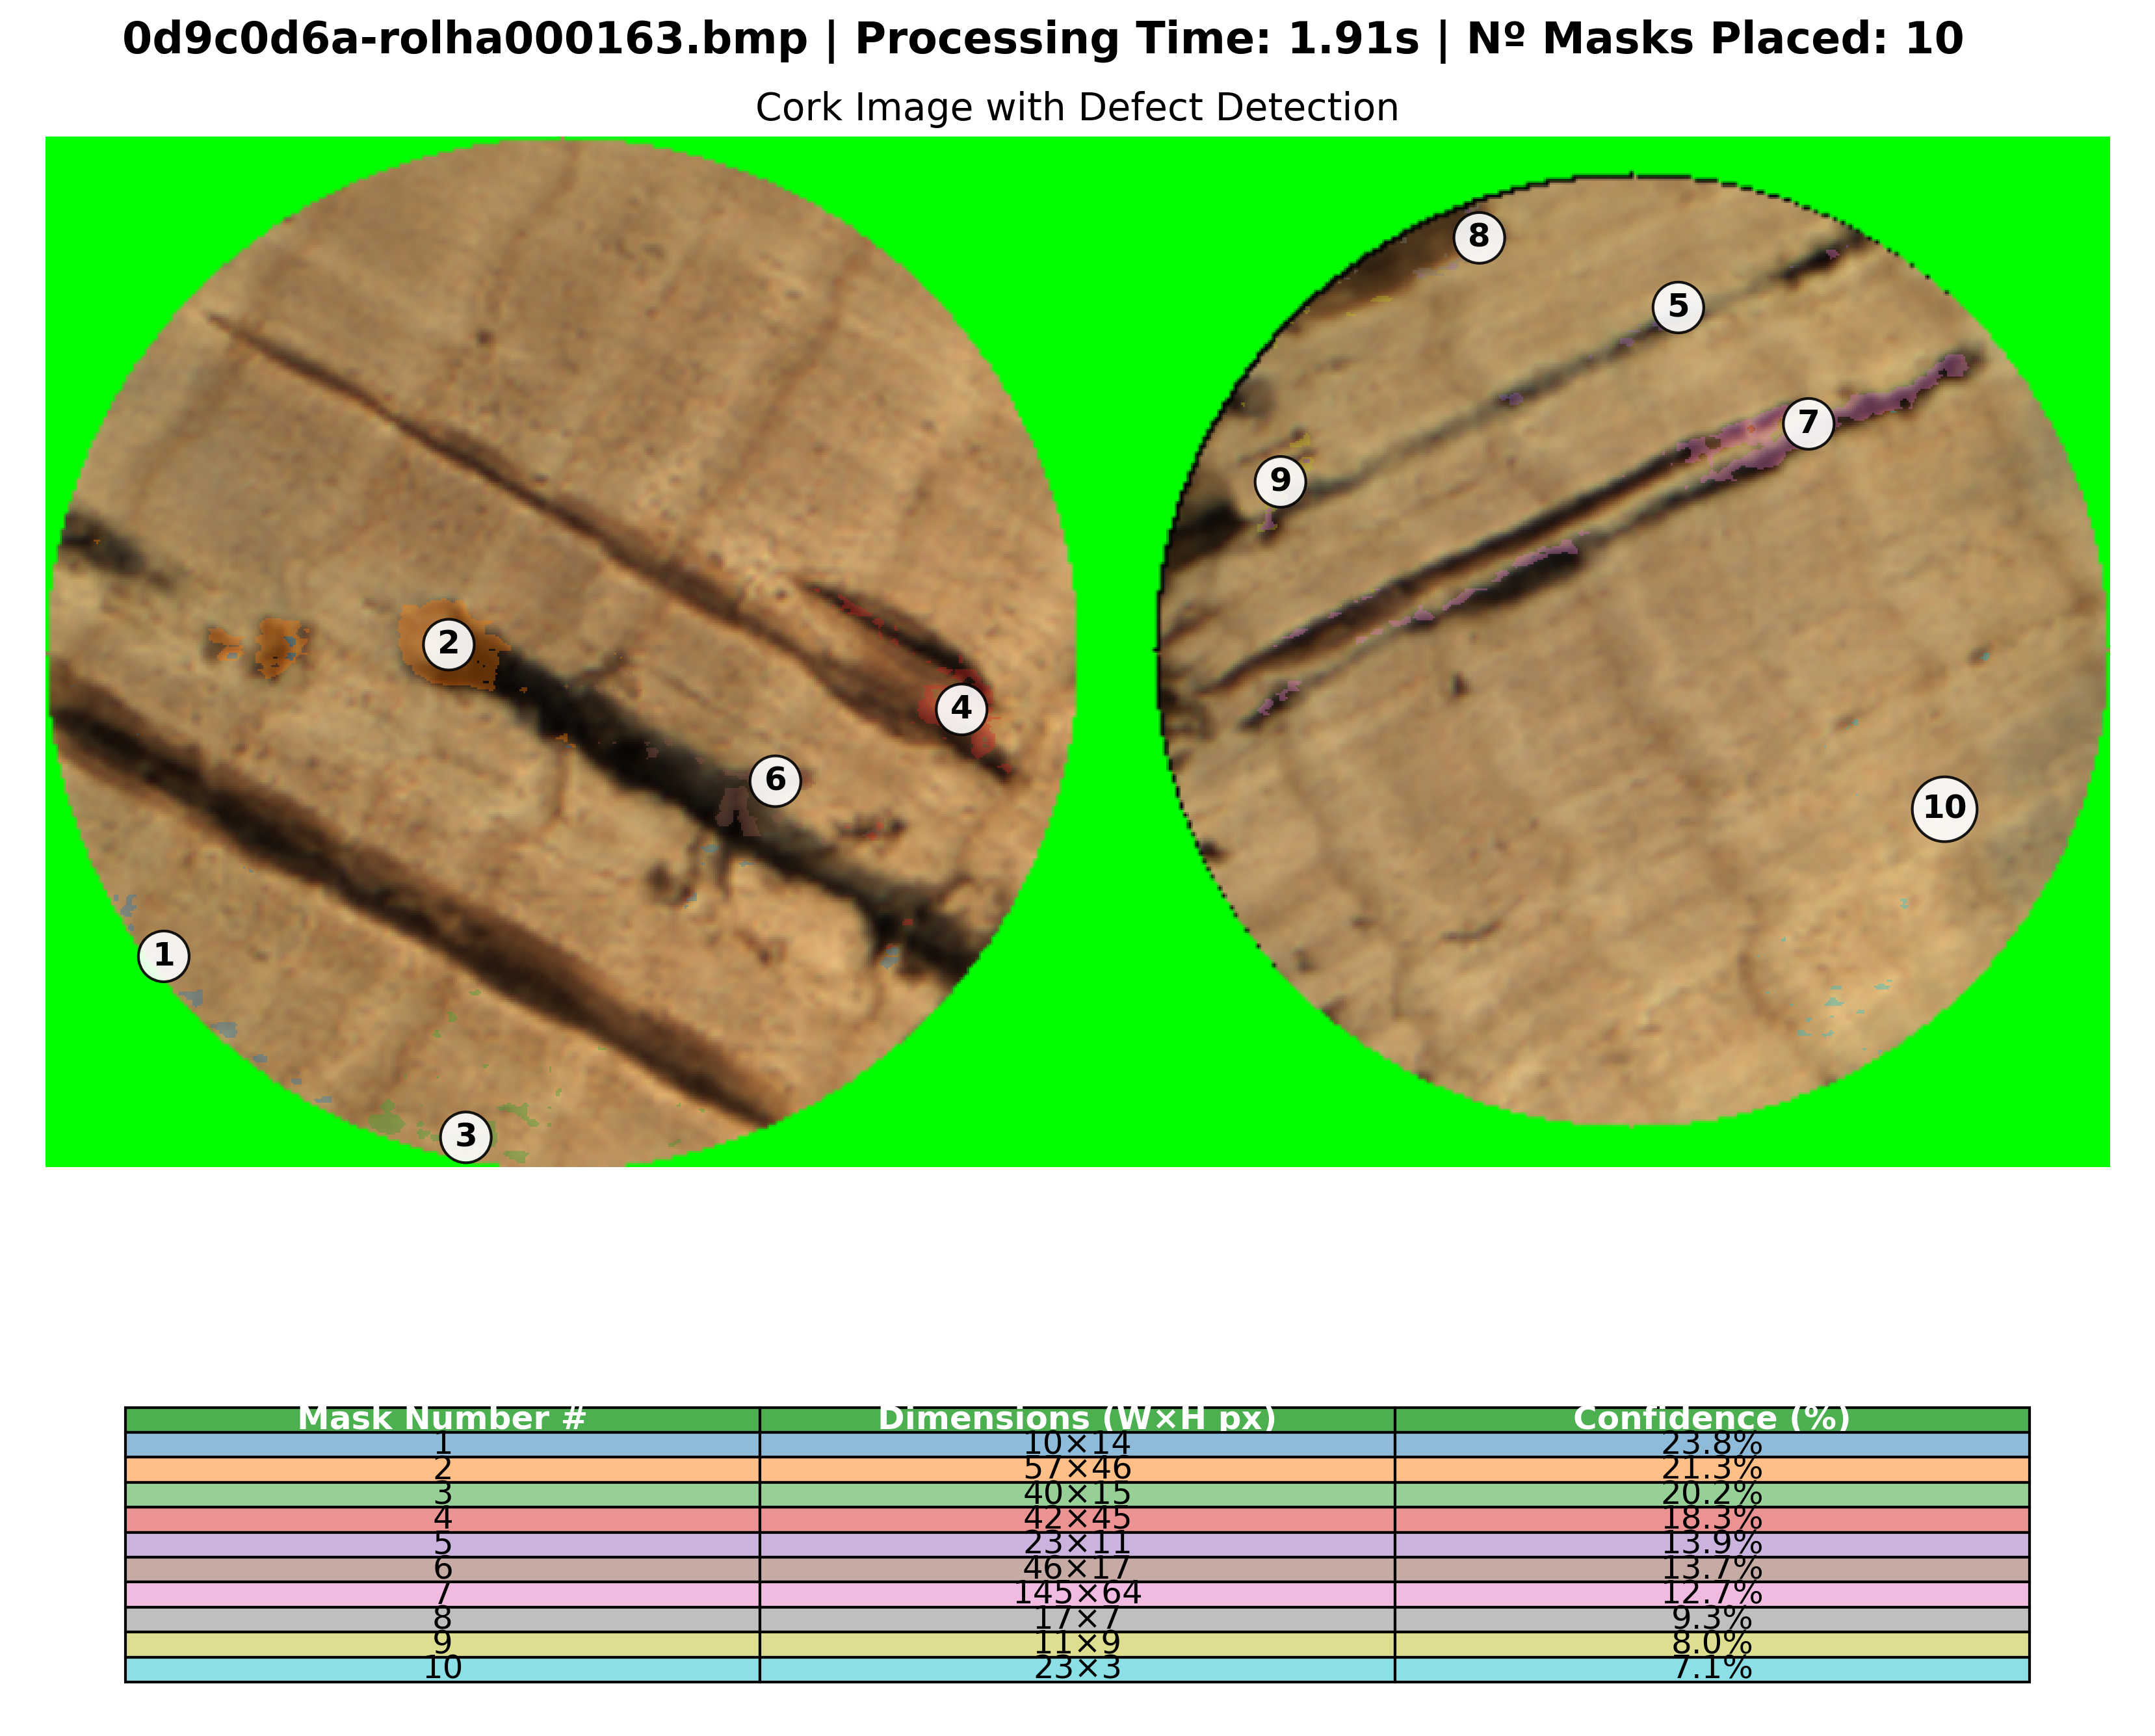 0d9c0d6a-rolha000163.bmp | Processing Time: 1.91s | Nº Masks Placed: 10
Cork Image with Defect Detection
8
5
7
9
2
4
6
10
1
3
Mask Number # Dimensions (W×H px) Confidence (%)
1 10×14 23.8%
2 57×46 21.3%
3 40×15 20.2%
4 42×45 18.3%
5 23×11 13.9%
6 46×17 13.7%
7 145×64 12.7%
8 17×7 9.3%
9 11×9 8.0%
10 23×3 7.1%